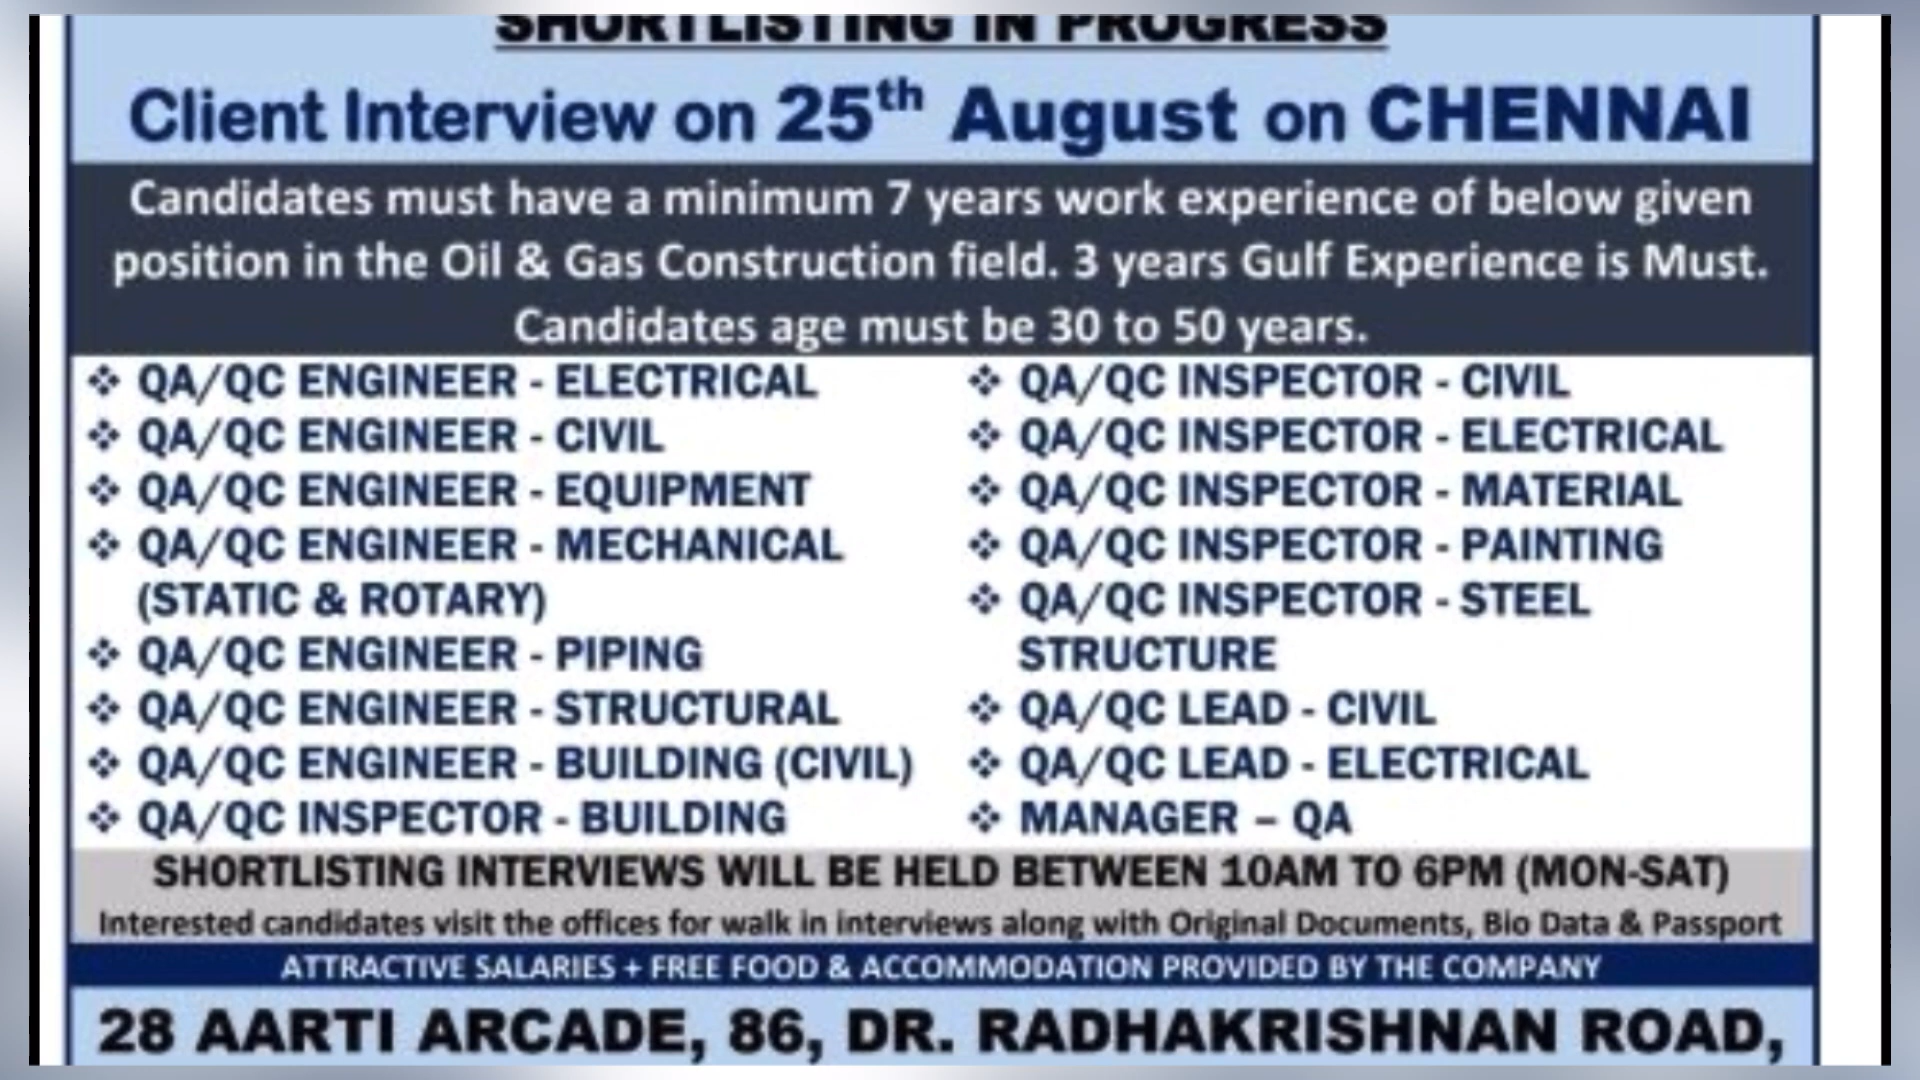 SHORTLISTING IN PROGRESS
Client Interview on 25th August on CHENNAI
Candidates must have a minimum 7 years work experience of below given
position in the Oil & Gas Construction field. 3 years Gulf Experience is Must.
Candidates age must be 30 to 50 years.
❖ QA/QC ENGINEER - ELECTRICAL
❖ QA/QC ENGINEER - CIVIL
❖ QA/QC ENGINEER - EQUIPMENT
❖ QA/QC ENGINEER - MECHANICAL
(STATIC & ROTARY)
❖ QA/QC ENGINEER - PIPING
❖ QA/QC ENGINEER - STRUCTURAL
❖ QA/QC ENGINEER - BUILDING (CIVIL)
❖ QA/QC INSPECTOR - BUILDING
❖ QA/QC INSPECTOR - CIVIL
❖ QA/QC INSPECTOR - ELECTRICAL
❖ QA/QC INSPECTOR - MATERIAL
❖ QA/QC INSPECTOR - PAINTING
❖ QA/QC INSPECTOR - STEEL
STRUCTURE
❖ QA/QC LEAD - CIVIL
❖ QA/QC LEAD - ELECTRICAL
❖ MANAGER – QA
SHORTLISTING INTERVIEWS WILL BE HELD BETWEEN 10AM TO 6PM (MON-SAT)
Interested candidates visit the offices for walk in interviews along with Original Documents, Bio Data & Passport
ATTRACTIVE SALARIES + FREE FOOD & ACCOMMODATION PROVIDED BY THE COMPANY
28 AARTI ARCADE, 86, DR. RADHAKRISHNAN ROAD,